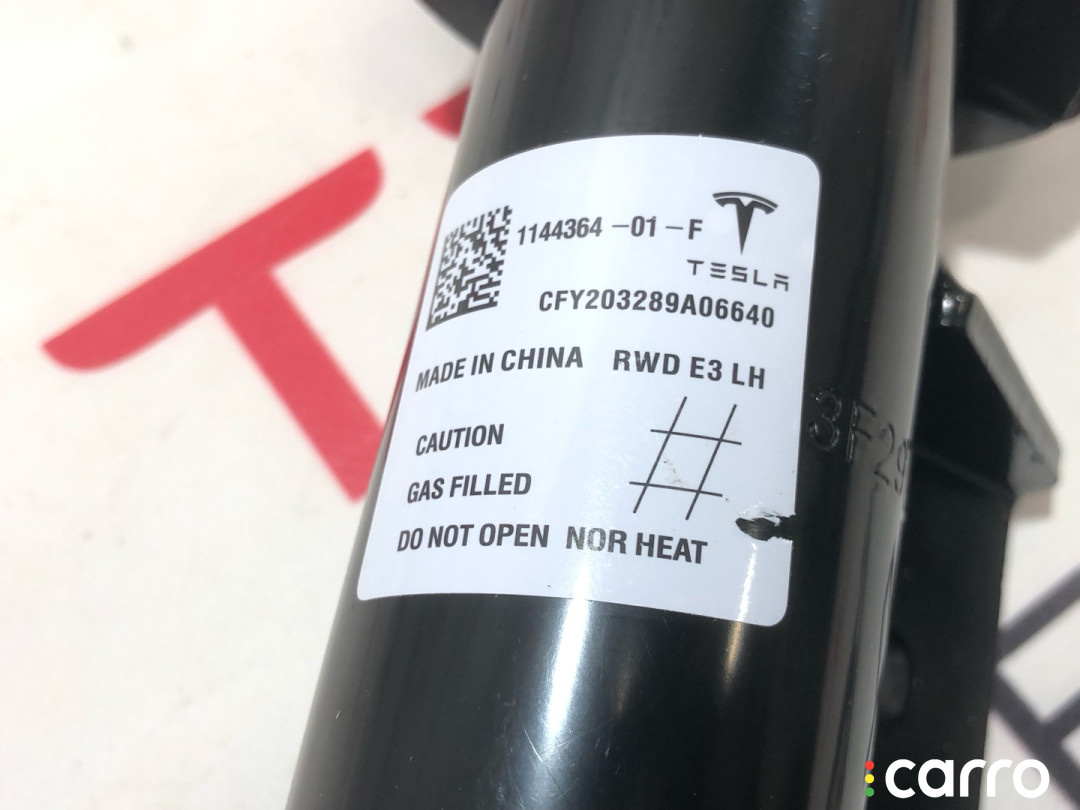 1144364 -01 -F
TESLA
CFY203289A06640
MADE IN CHINA RWD E3 LH
CAUTION
GAS FILLED
DO NOT OPEN NOR HEAT
3F29
carro